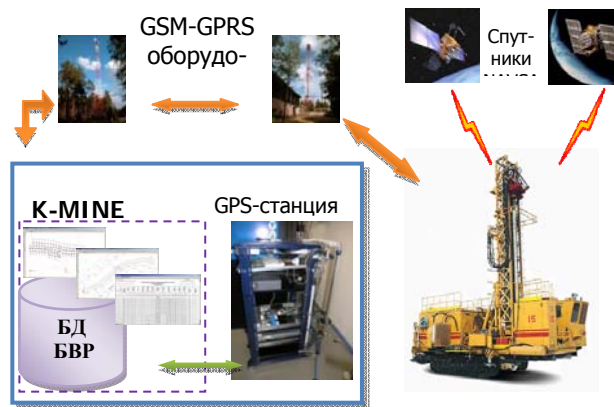 GSM-GPRS
оборудо-
Спут-
ники
K-MINE
GPS-станция
БД
БВР